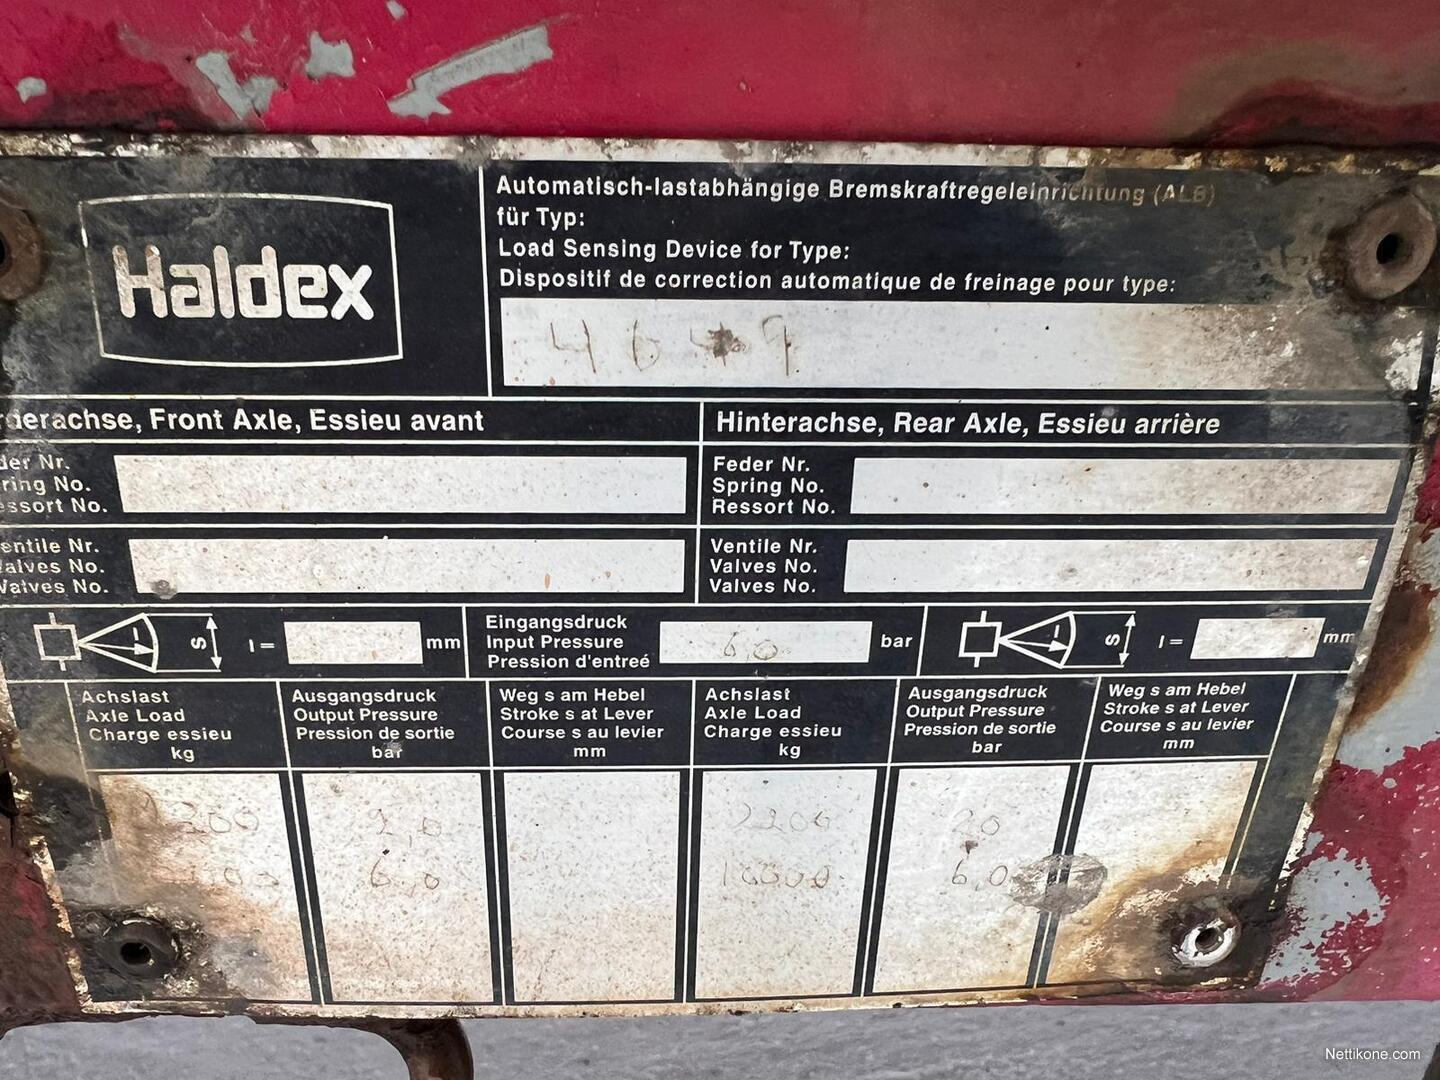 Haldex
Automatisch-lastabhängige Bremskraftregeleinrichtung (ALB)
für Typ:
Load Sensing Device for Type:
Dispositif de correction automatique de freinage pour type:
derachse, Front Axle, Essieu avant
Hinterachse, Rear Axle, Essieu arrière
der Nr.
ring No.
essort No.
Feder Nr.
Spring No.
Ressort No.
entile Nr.
alves No.
Valves No.
Ventile Nr.
Valves No.
Valves No.
S
l =
mm
Eingangsdruck
Input Pressure
Pression d'entreé
6,0
bar
S
l =
mm
Achslast
Axle Load
Charge essieu
kg
Ausgangsdruck
Output Pressure
Pression de sortie
bar
Weg s am Hebel
Stroke s at Lever
Course s au levier
mm
Achslast
Axle Load
Charge essieu
kg
Ausgangsdruck
Output Pressure
Pression de sortie
bar
Weg s am Hebel
Stroke s at Lever
Course s au levier
mm
2,0
2200
20
6,0
10000
6,0
Nettikone.com